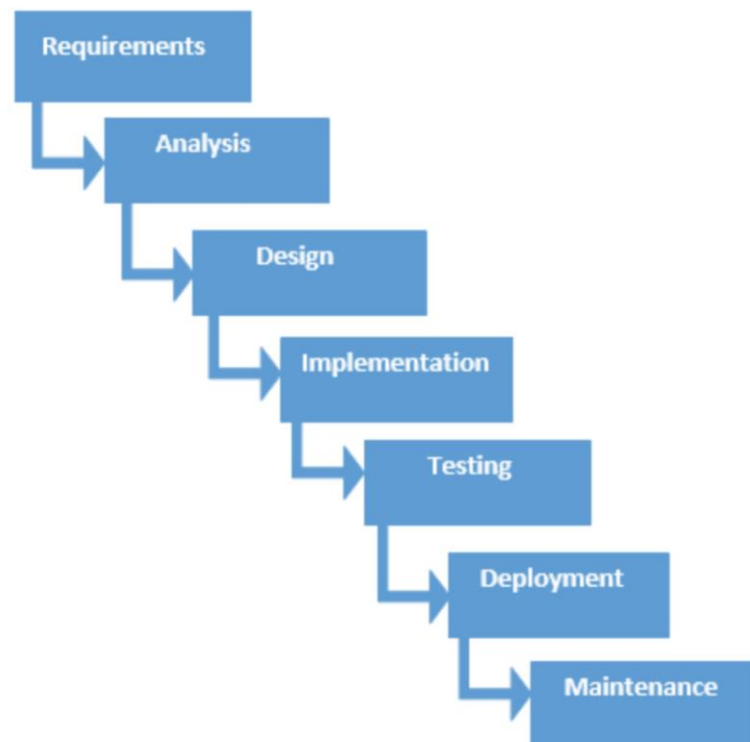 Requirements
Analysis
Design
Implementation
Testing
Deployment
Maintenance